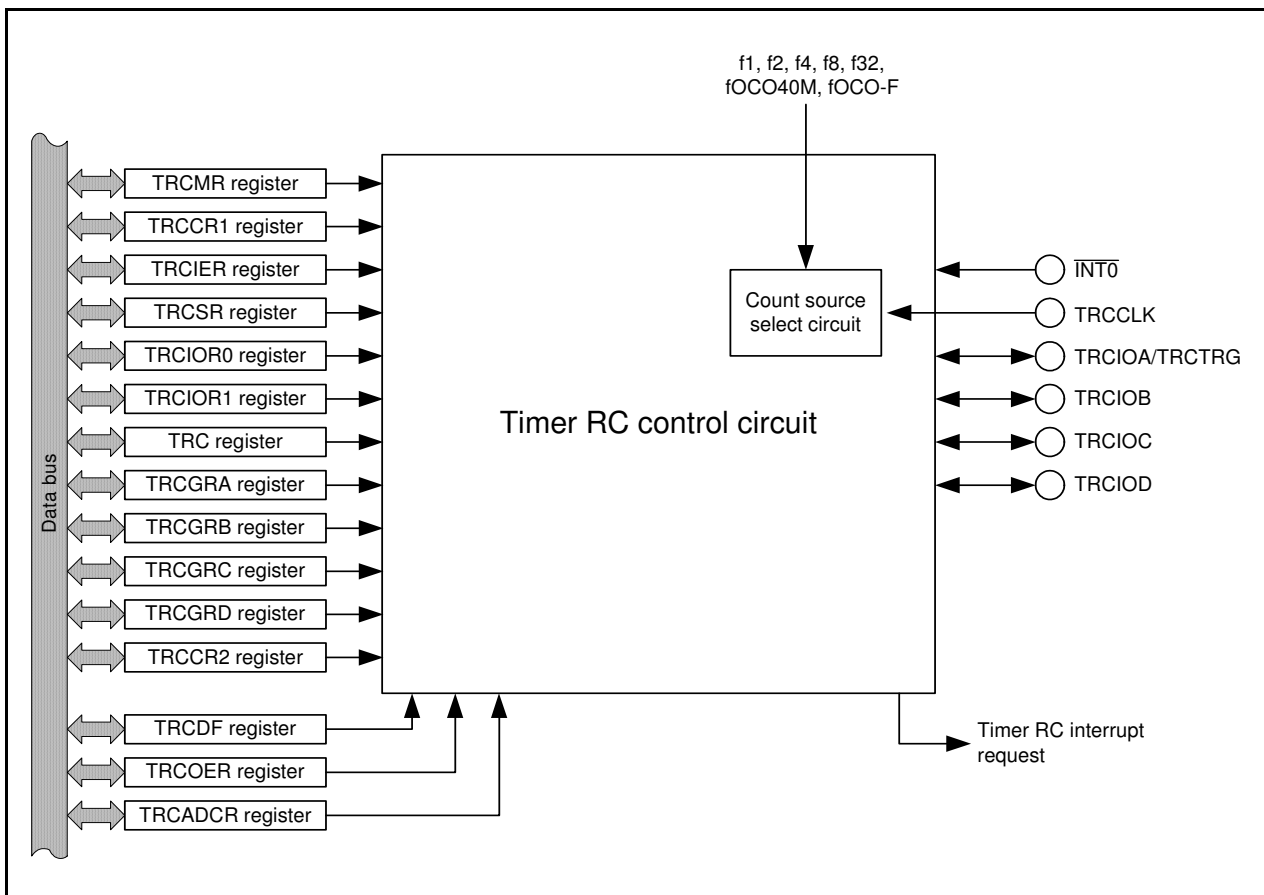 f1, f2, f4, f8, f32,
fOCO40M, fOCO-F
Data bus
TRCMR register
TRCCR1 register
TRCIER register
TRCSR register
TRCIOR0 register
TRCIOR1 register
TRC register
TRCGRA register
TRCGRB register
TRCGRC register
TRCGRD register
TRCCR2 register
TRCDF register
TRCOER register
TRCADCR register
Timer RC control circuit
Count source
select circuit
INT0
TRCCLK
TRCIOA/TRCTRG
TRCIOB
TRCIOC
TRCIOD
Timer RC interrupt
request